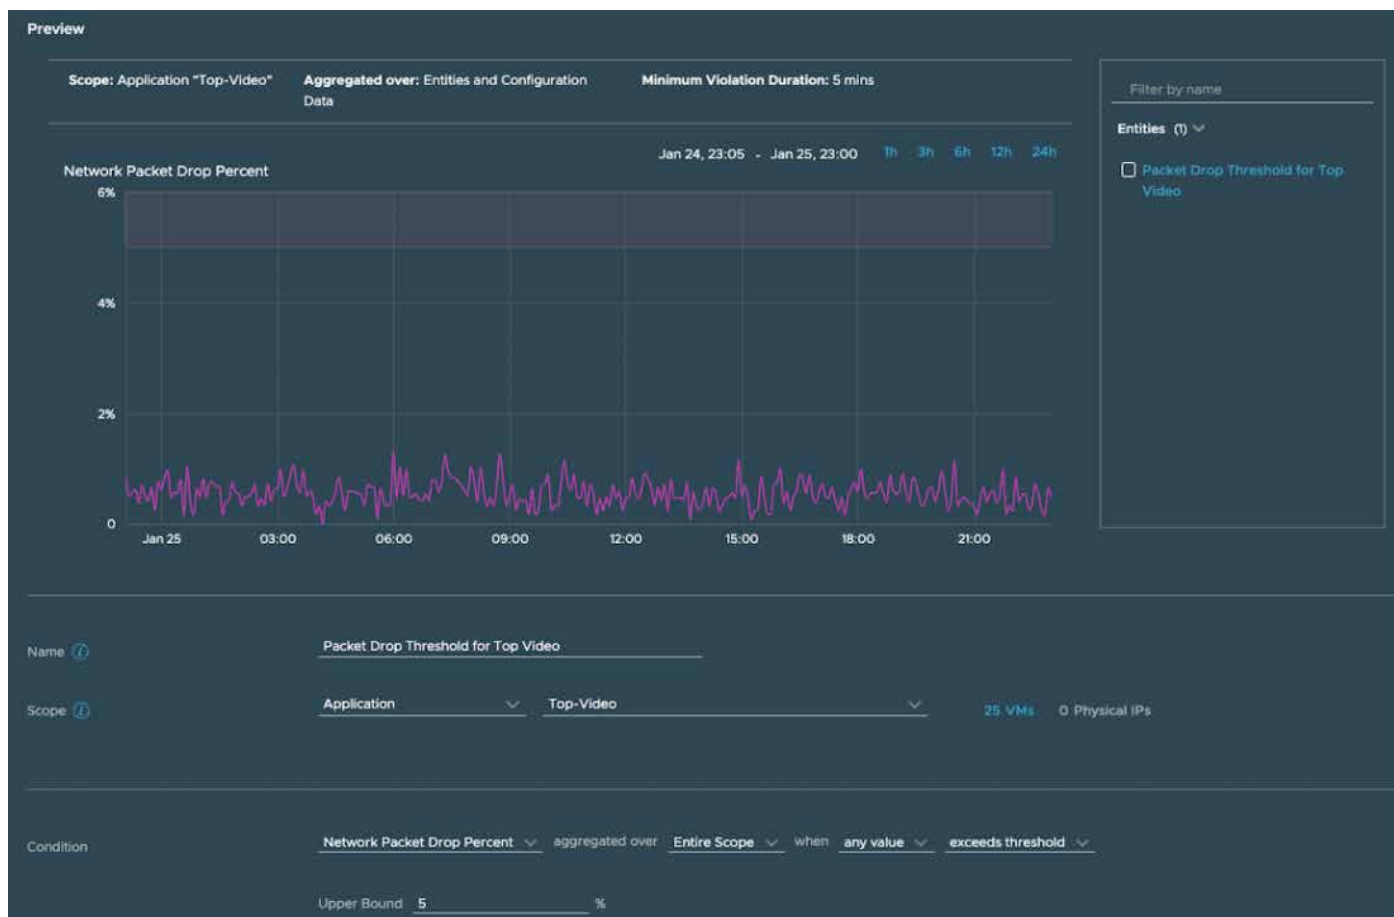 Preview
Scope: Application "Top-Video" Aggregated over: Entities and Configuration Minimum Violation Duration: 5 mins
Data
Filter by name
Entities (1)
Jan 24, 23:05 - Jan 25, 23:00 1h 3h 6h 12h 24h
Network Packet Drop Percent
Packet Drop Threshold for Top
Video
6%
4%
2%
0
Jan 25 03:00 06:00 09:00 12:00 15:00 18:00 21:00
Name i Packet Drop Threshold for Top Video
Scope i Application Top-Video 25 VMs 0 Physical IPs
Condition Network Packet Drop Percent aggregated over Entire Scope when any value exceeds threshold
Upper Bound 5 %